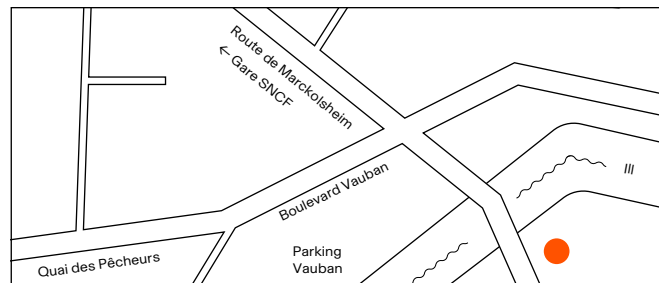 Route de Marckolsheim
← Gare SNCF
Boulevard Vauban
Ill
Quai des Pêcheurs
Parking
Vauban